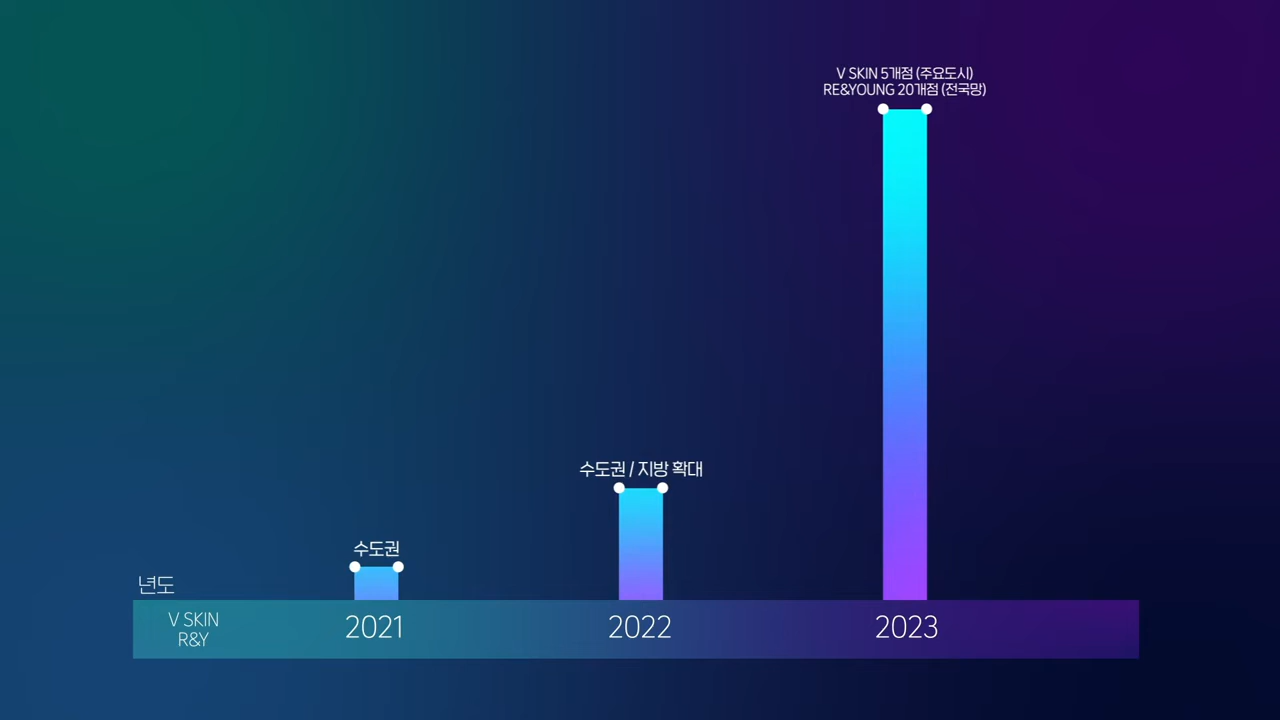 V SKIN 5개점 (주요도시)
RE&YOUNG 20개점 (전국망)
수도권 / 지방 확대
수도권
년도
V SKIN
R&Y
2021
2022
2023